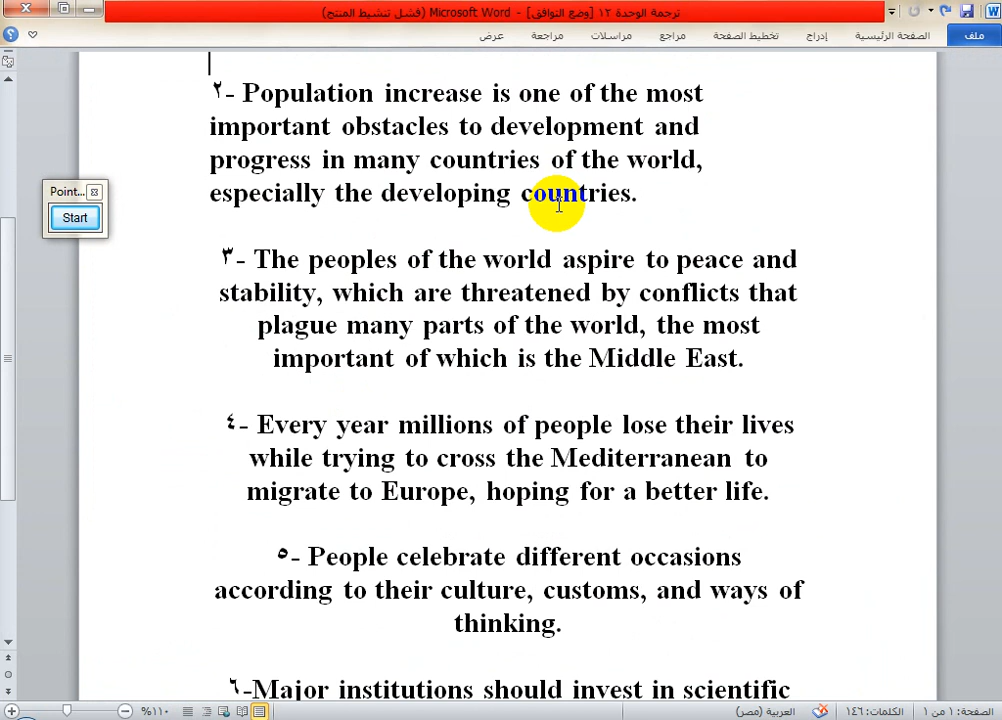 ترجمة الوحدة ١٢ [وضع التوافق] - Microsoft Word (فشل تنشيط المنتج)
ملف الصفحة الرئيسية إدراج تخطيط الصفحة مراجع مراسلات مراجعة عرض
٢- Population increase is one of the most
important obstacles to development and
progress in many countries of the world,
especially the developing countries.
Point...
Start
٣- The peoples of the world aspire to peace and
stability, which are threatened by conflicts that
plague many parts of the world, the most
important of which is the Middle East.
٤- Every year millions of people lose their lives
while trying to cross the Mediterranean to
migrate to Europe, hoping for a better life.
٥- People celebrate different occasions
according to their culture, customs, and ways of
thinking.
٦-Major institutions should invest in scientific
الصفحة: ١ من ١ الكلمات: ١٤٦ العربية (مصر) ١١٠%